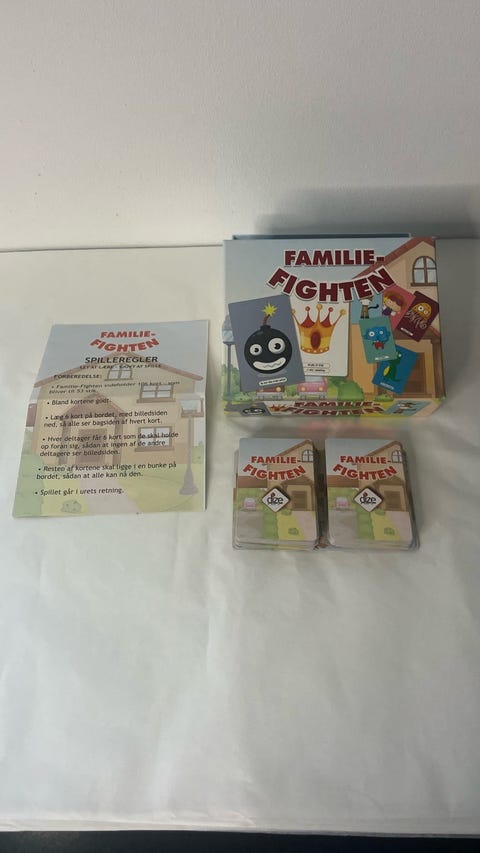 FAMILIE-
FIGHTEN
SPILLEREGLER
LET AT LÆRE - SJOVT AT SPILLE
FORBEREDELSE:
• Familie-Fighten indeholder 106 kort - som
bliver til 53 stik.
• Bland kortene godt.
• Læg 6 kort på bordet, med billedsiden
ned, så alle ser bagsiden af hvert kort.
• Hver deltager får 6 kort som de skal holde
op foran sig, sådan at ingen af de andre
deltagere ser billedsiden.
• Resten af kortene skal ligge i en bunke på
bordet, sådan at alle kan nå den.
• Spillet går i urets retning.
FAMILIE-
FIGHTEN
FAMILIE-FIGHTEN
FAMILIE-
FIGHTEN
dize
FAMILIE-
FIGHTEN
dize